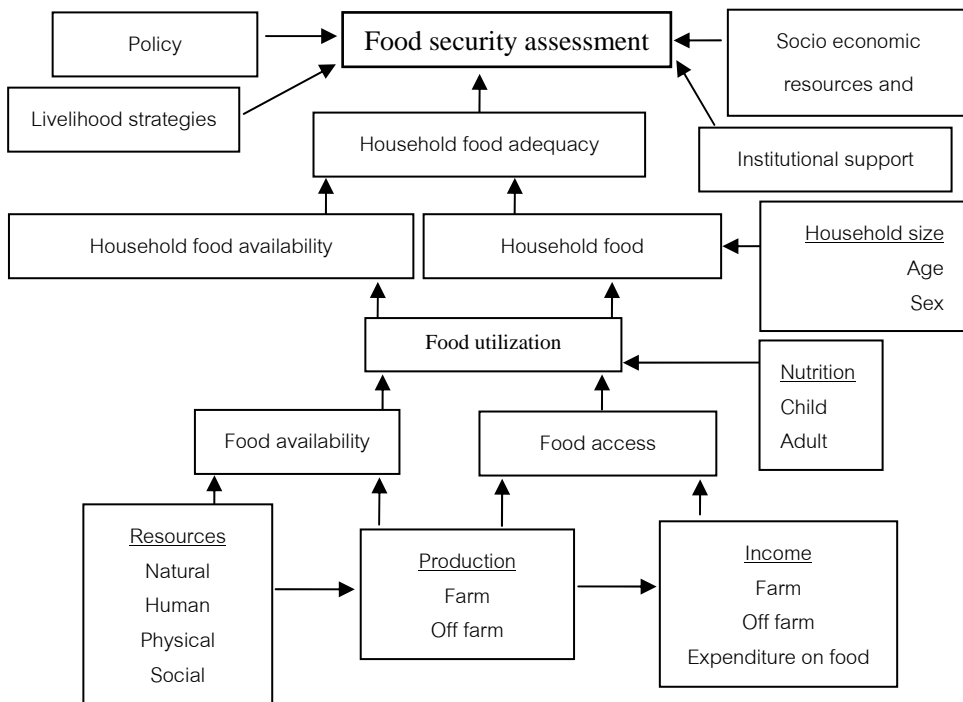 Policy
Food security assessment
Socio economic
resources and
Livelihood strategies
Household food adequacy
Institutional support
Household food availability
Household food
Household size
Age
Sex
Food utilization
Nutrition
Child
Adult
Food availability
Food access
Resources
Natural
Human
Physical
Social
Production
Farm
Off farm
Income
Farm
Off farm
Expenditure on food